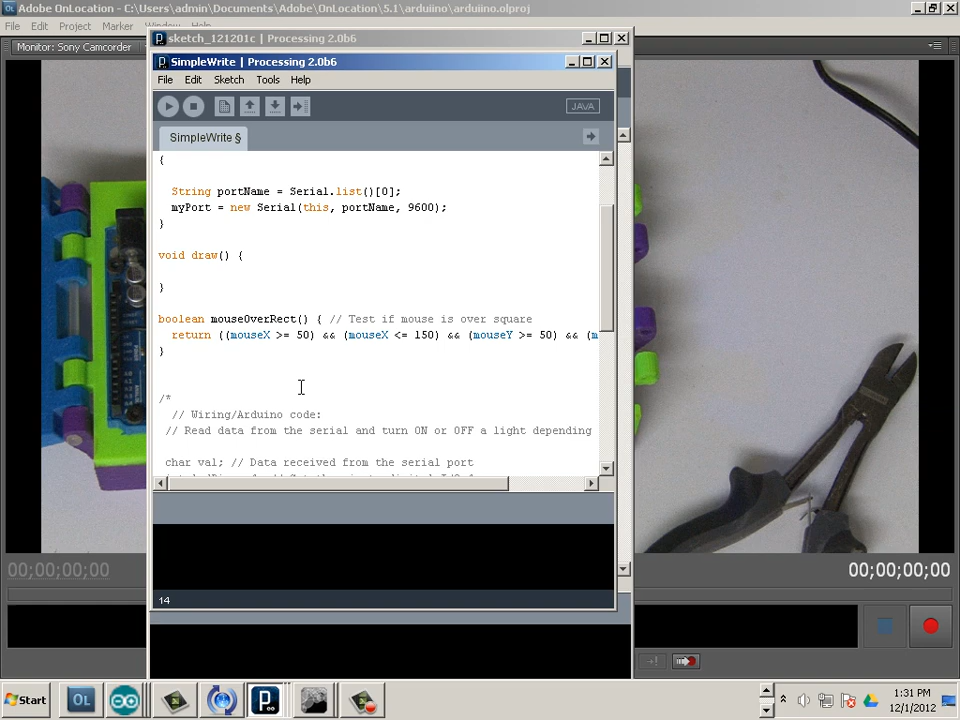 Adobe OnLocation - C:\Users\admin\Documents\Adobe\OnLocation\5.1\arduiino\arduiino.olproj
File Edit Project Marker Window Help
Monitor: Sony Camcorder
sketch_121201c | Processing 2.0b6
SimpleWrite | Processing 2.0b6
File Edit Sketch Tools Help
JAVA
SimpleWrite §
{
String portName = Serial.list()[0];
myPort = new Serial(this, portName, 9600);
}
void draw() {
}
boolean mouseOverRect() { // Test if mouse is over square
return ((mouseX >= 50) && (mouseX <= 150) && (mouseY >= 50) && (m
}
/*
// Wiring/Arduino code:
// Read data from the serial and turn ON or OFF a light depending
char val; // Data received from the serial port
00;00;00;00
00;00;00;00
14
Start
OL
1:31 PM
12/1/2012